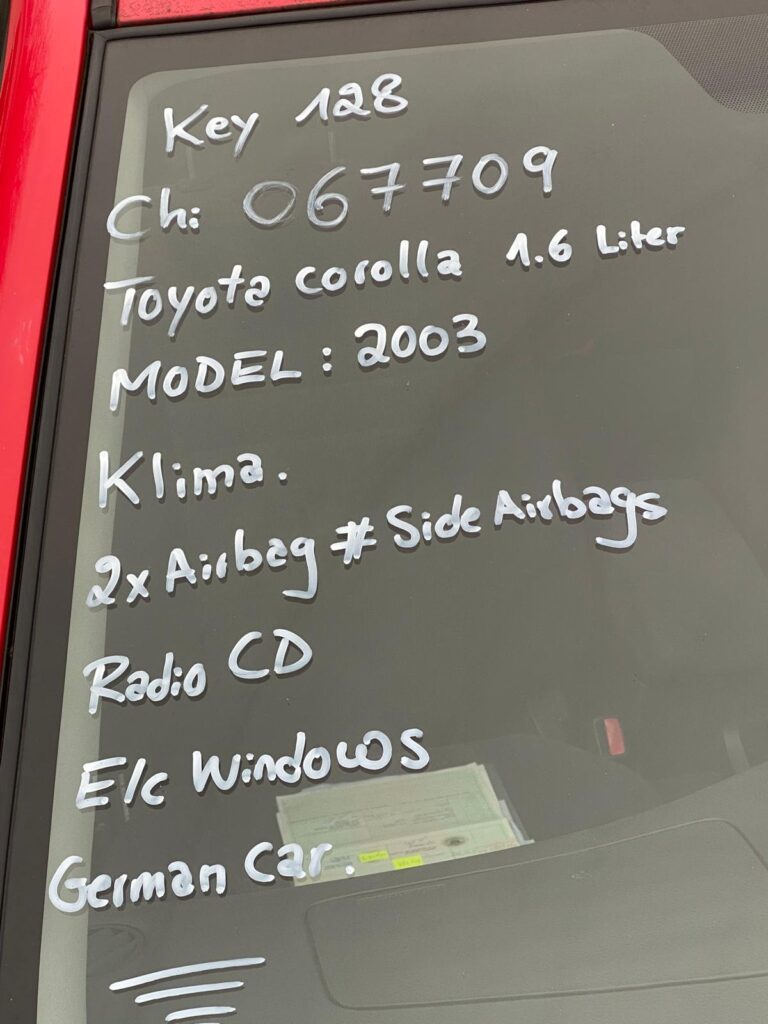 Key 128
Ch: 067709
Toyota corolla 1.6 Liter
MODEL : 2003
Klima.
2x Airbag # Side Airbags
Radio CD
E/c Windows
German Car.